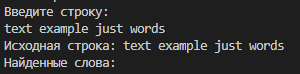 Введите строку:
text example just words
Исходная строка: text example just words
Найденные слова: